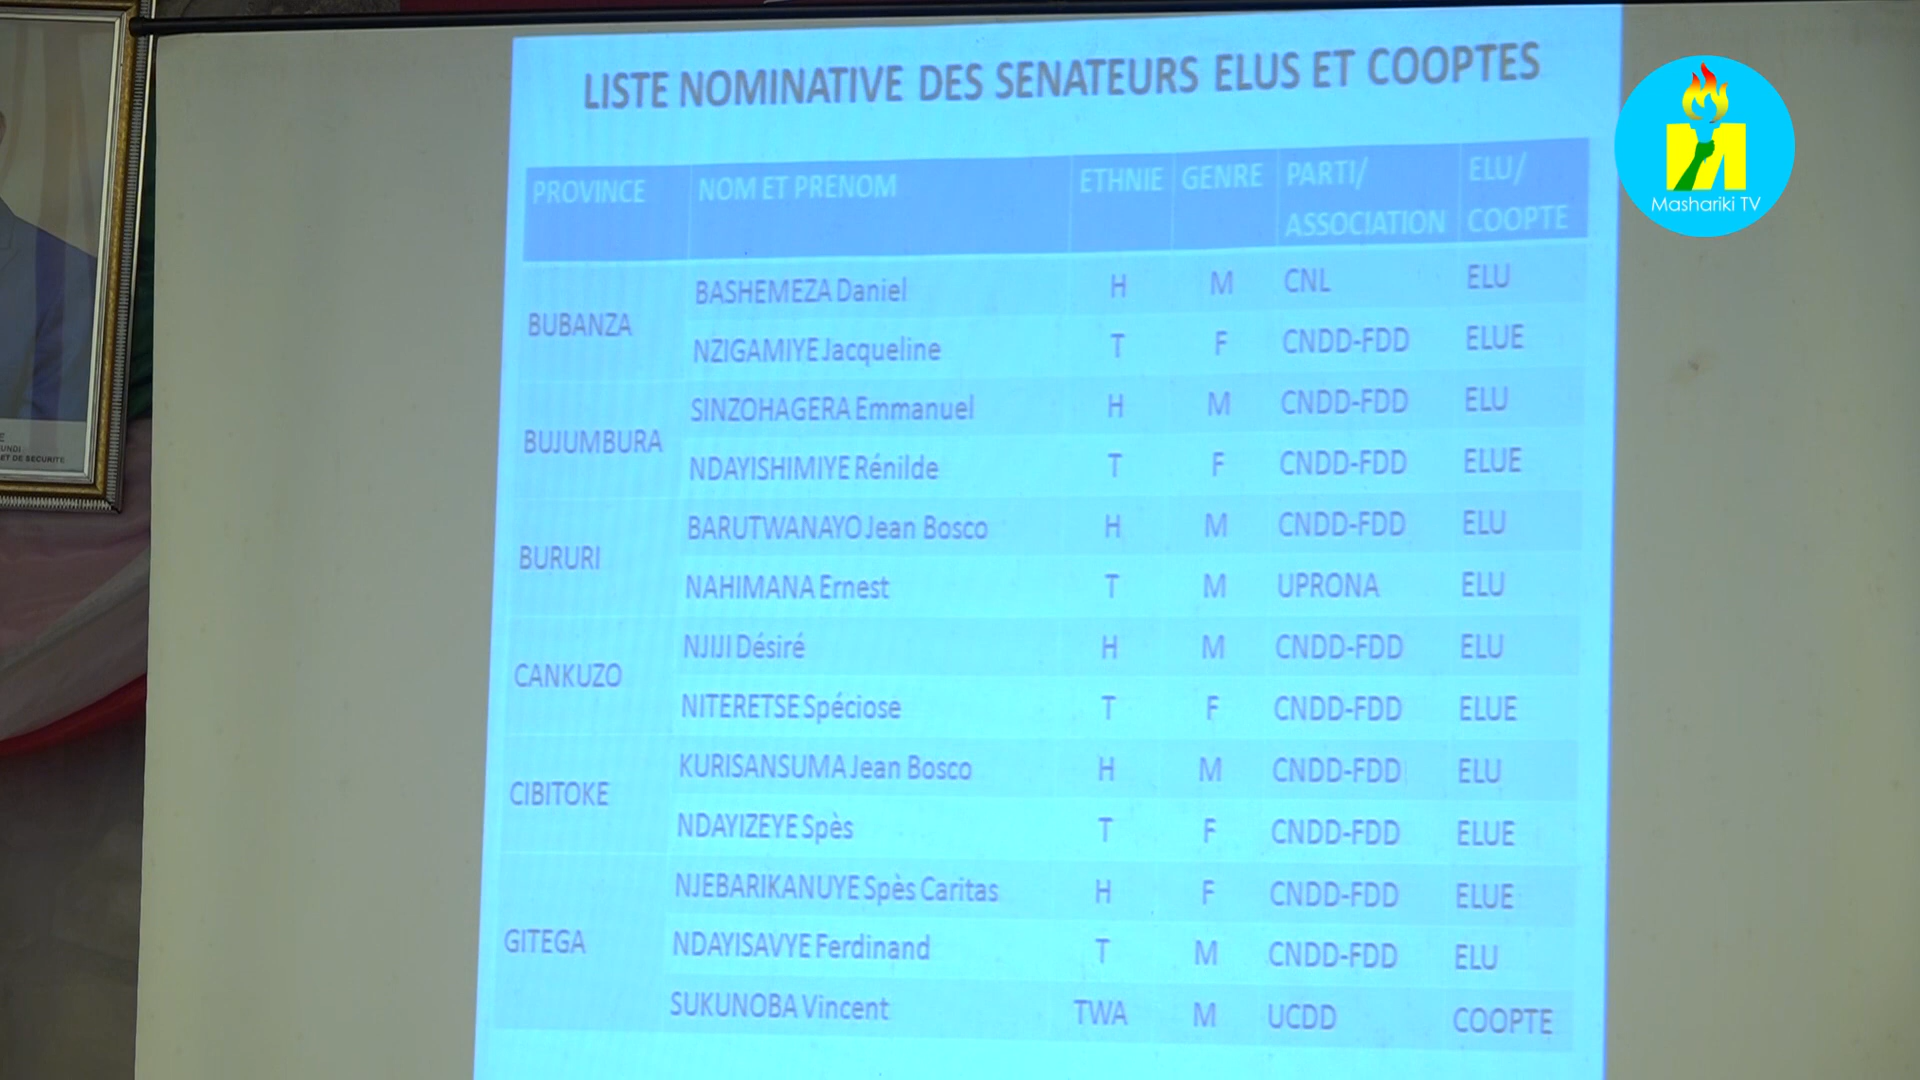 LISTE NOMINATIVE DES SENATEURS ELUS ET COOPTES
PROVINCE NOM ET PRENOM ETHNIE GENRE PARTI/ ASSOCIATION ELU/ COOPTE
BUBANZA
BASHEMEZA Daniel H M CNL ELU
NZIGAMIYE Jacqueline T F CNDD-FDD ELUE
BUJUMBURA
SINZOHAGERA Emmanuel H M CNDD-FDD ELU
NDAYISHIMIYE Rénilde T F CNDD-FDD ELUE
BURURI
BARUTWANAYO Jean Bosco H M CNDD-FDD ELU
NAHIMANA Ernest T M UPRONA ELU
CANKUZO
NJIJI Désiré H M CNDD-FDD ELU
NITERETSE Spéciose T F CNDD-FDD ELUE
CIBITOKE
KURISANSUMA Jean Bosco H M CNDD-FDD ELU
NDAYIZEYE Spès T F CNDD-FDD ELUE
GITEGA
NJEBARIKANUYE Spès Caritas H F CNDD-FDD ELUE
NDAYISAVYE Ferdinand T M CNDD-FDD ELU
SUKUNOBA Vincent TWA M UCDD COOPTE
Mashariki TV
ET DE SECURITE